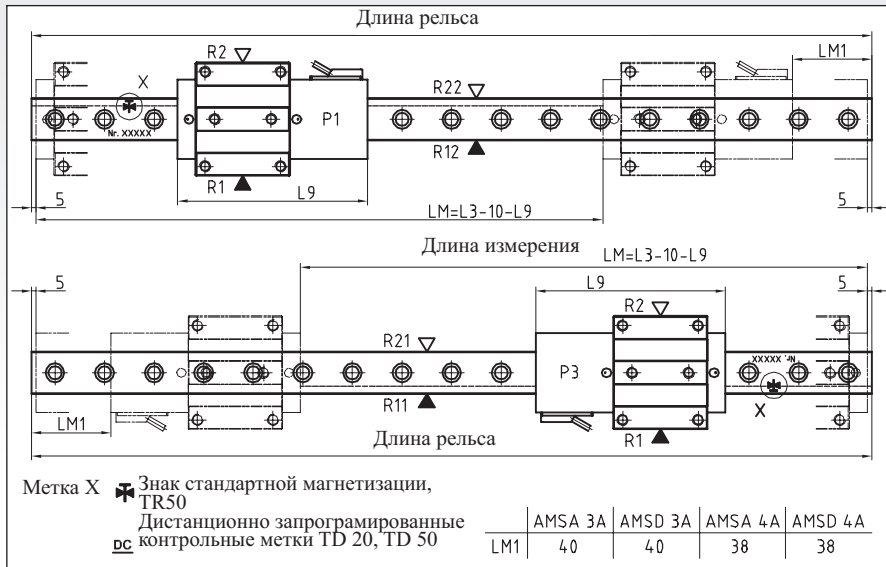 Длина рельса
LM1
R2
X
R22
P1
Nr. XXXXX
R12
R1
L9
5
5
LM=L3-10-L9
Длина измерения
LM=L3-10-L9
5
L9
5
R2
R21
P3
Nr. XXXXX
R11
X
LM1
R1
Длина рельса
Метка X Знак стандартной магнетизации,
TR50
Дистанционно запрограмированные
DC контрольные метки TD 20, TD 50
AMSA 3A AMSD 3A AMSA 4A AMSD 4A
LM1 40 40 38 38